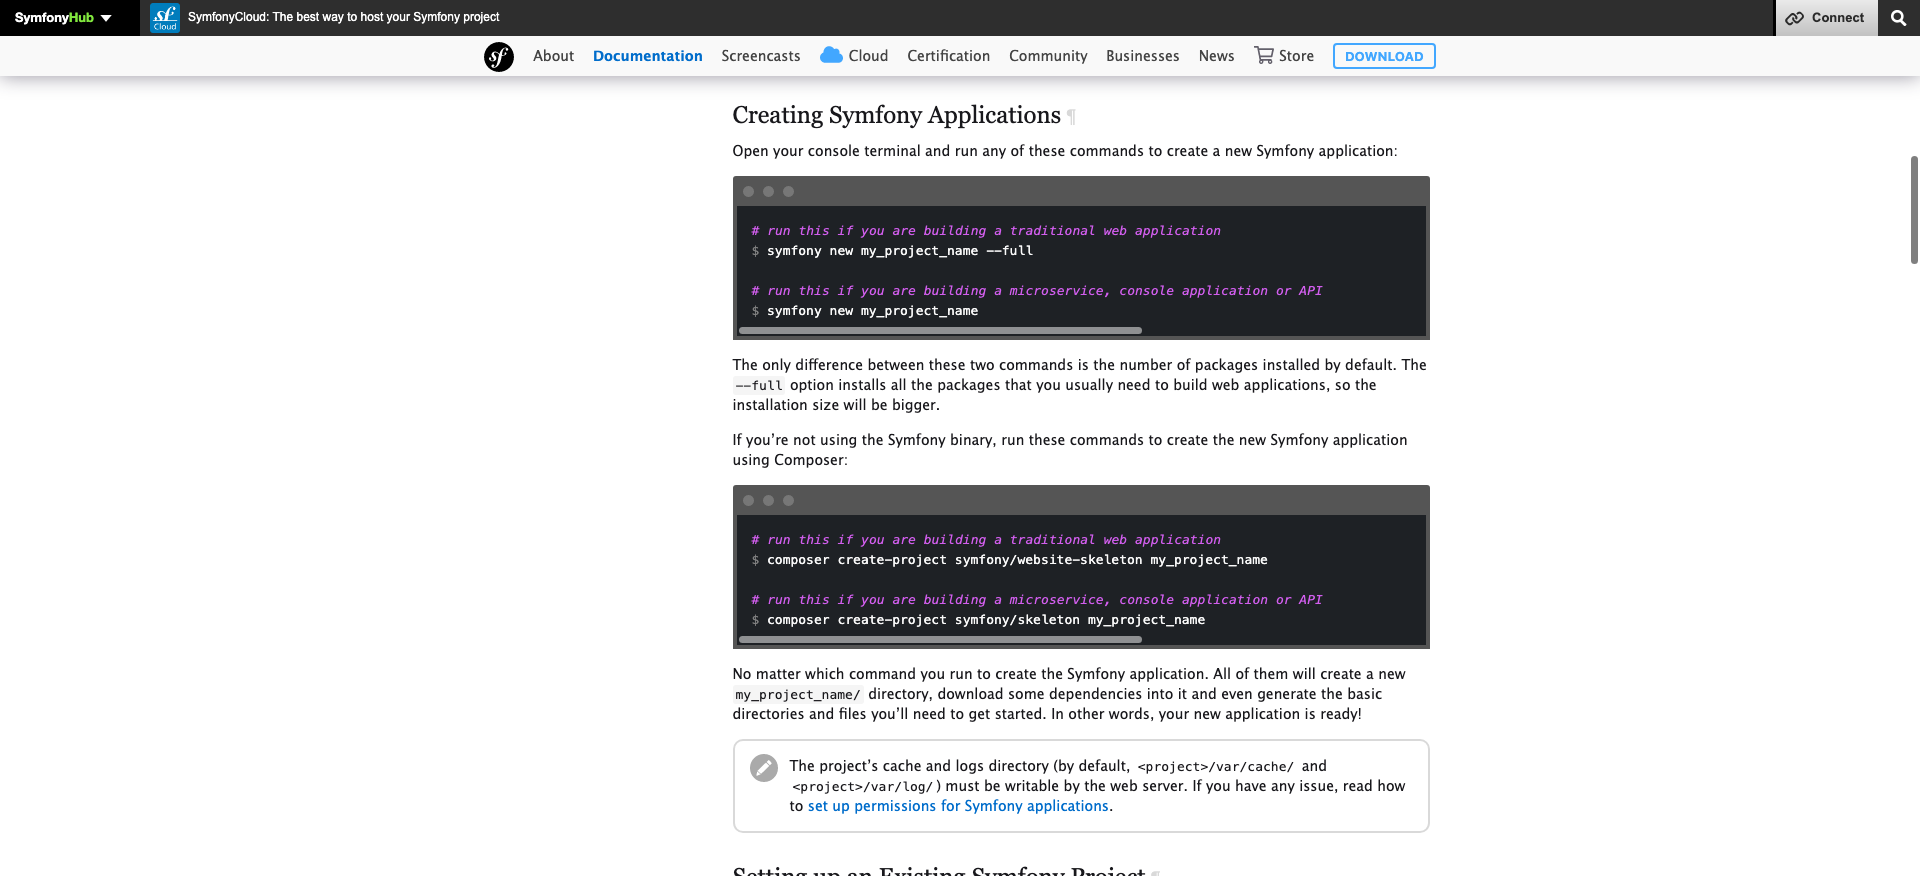 SymfonyHub
sf
Cloud
SymfonyCloud: The best way to host your Symfony project
Connect
sf
About
Documentation
Screencasts
Cloud
Certification
Community
Businesses
News
Store
DOWNLOAD
Creating Symfony Applications ¶
Open your console terminal and run any of these commands to create a new Symfony application:
# run this if you are building a traditional web application
$ symfony new my_project_name --full
# run this if you are building a microservice, console application or API
$ symfony new my_project_name
The only difference between these two commands is the number of packages installed by default. The
--full option installs all the packages that you usually need to build web applications, so the
installation size will be bigger.
If you’re not using the Symfony binary, run these commands to create the new Symfony application
using Composer:
# run this if you are building a traditional web application
$ composer create-project symfony/website-skeleton my_project_name
# run this if you are building a microservice, console application or API
$ composer create-project symfony/skeleton my_project_name
No matter which command you run to create the Symfony application. All of them will create a new
my_project_name/ directory, download some dependencies into it and even generate the basic
directories and files you’ll need to get started. In other words, your new application is ready!
The project’s cache and logs directory (by default, <project>/var/cache/ and
<project>/var/log/) must be writable by the web server. If you have any issue, read how
to set up permissions for Symfony applications.
Setting up an Existing Symfony Project ¶